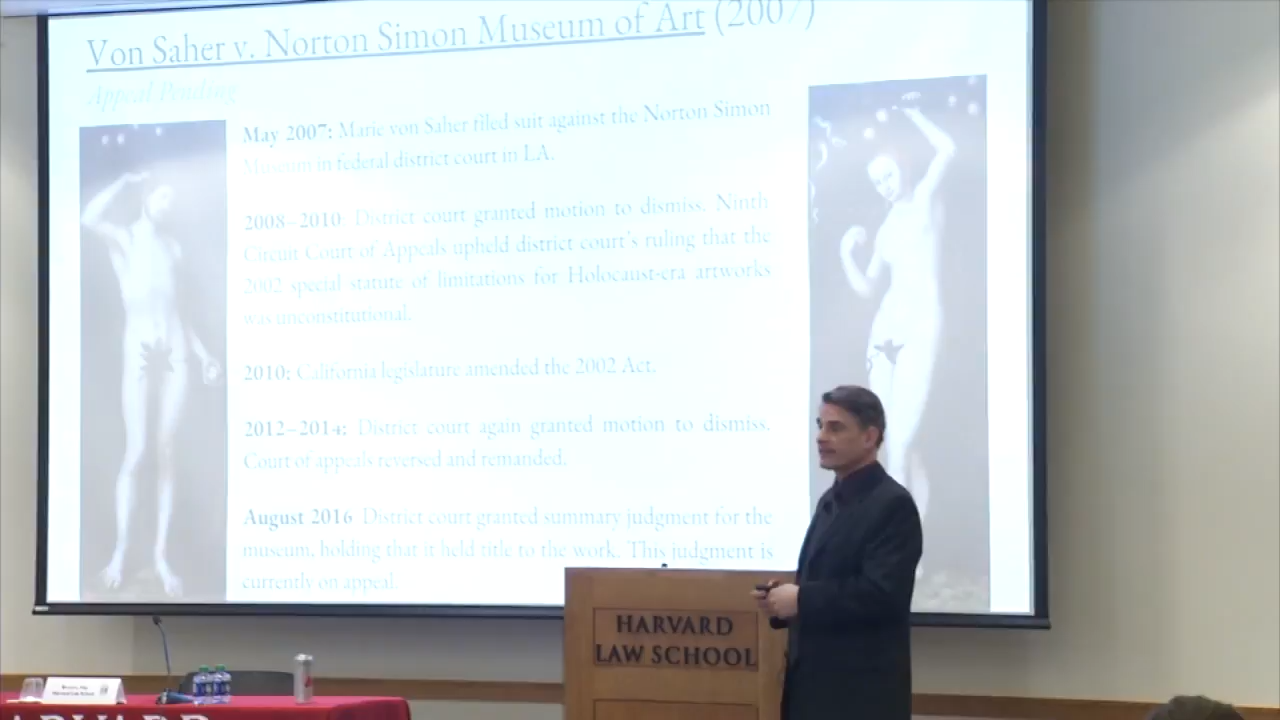 Von Saher v. Norton Simon Museum of Art (2007)
Appeal Pending
May 2007: Marie von Saher filed suit against the Norton Simon
Museum in federal district court in LA.
2008–2010: District court granted motion to dismiss. Ninth
Circuit Court of Appeals upheld district court's ruling that the
2002 special statute of limitations for Holocaust-era artworks
was unconstitutional.
2010: California legislature amended the 2002 Act.
2012–2014: District court again granted motion to dismiss.
Court of appeals reversed and remanded.
August 2016: District court granted summary judgment for the
museum, holding that it held title to the work. This judgment is
currently on appeal.
HARVARD
LAW SCHOOL
Harvard Law School
HARVARD